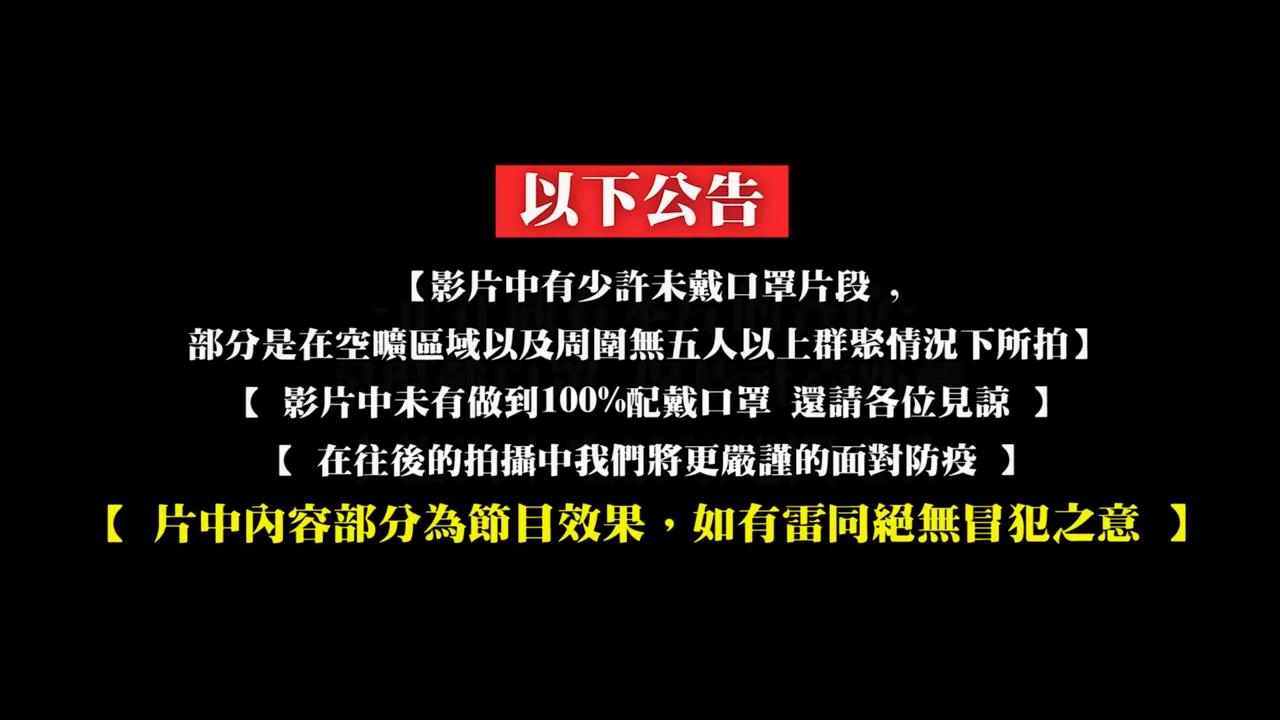 以下公告
【影片中有少許未戴口罩片段 ,
部分是在空曠區域以及周圍無五人以上群聚情況下所拍】
【 影片中未有做到100%配戴口罩 還請各位見諒 】
【 在往後的拍攝中我們將更嚴謹的面對防疫 】
【 片中內容部分為節目效果，如有雷同絕無冒犯之意 】